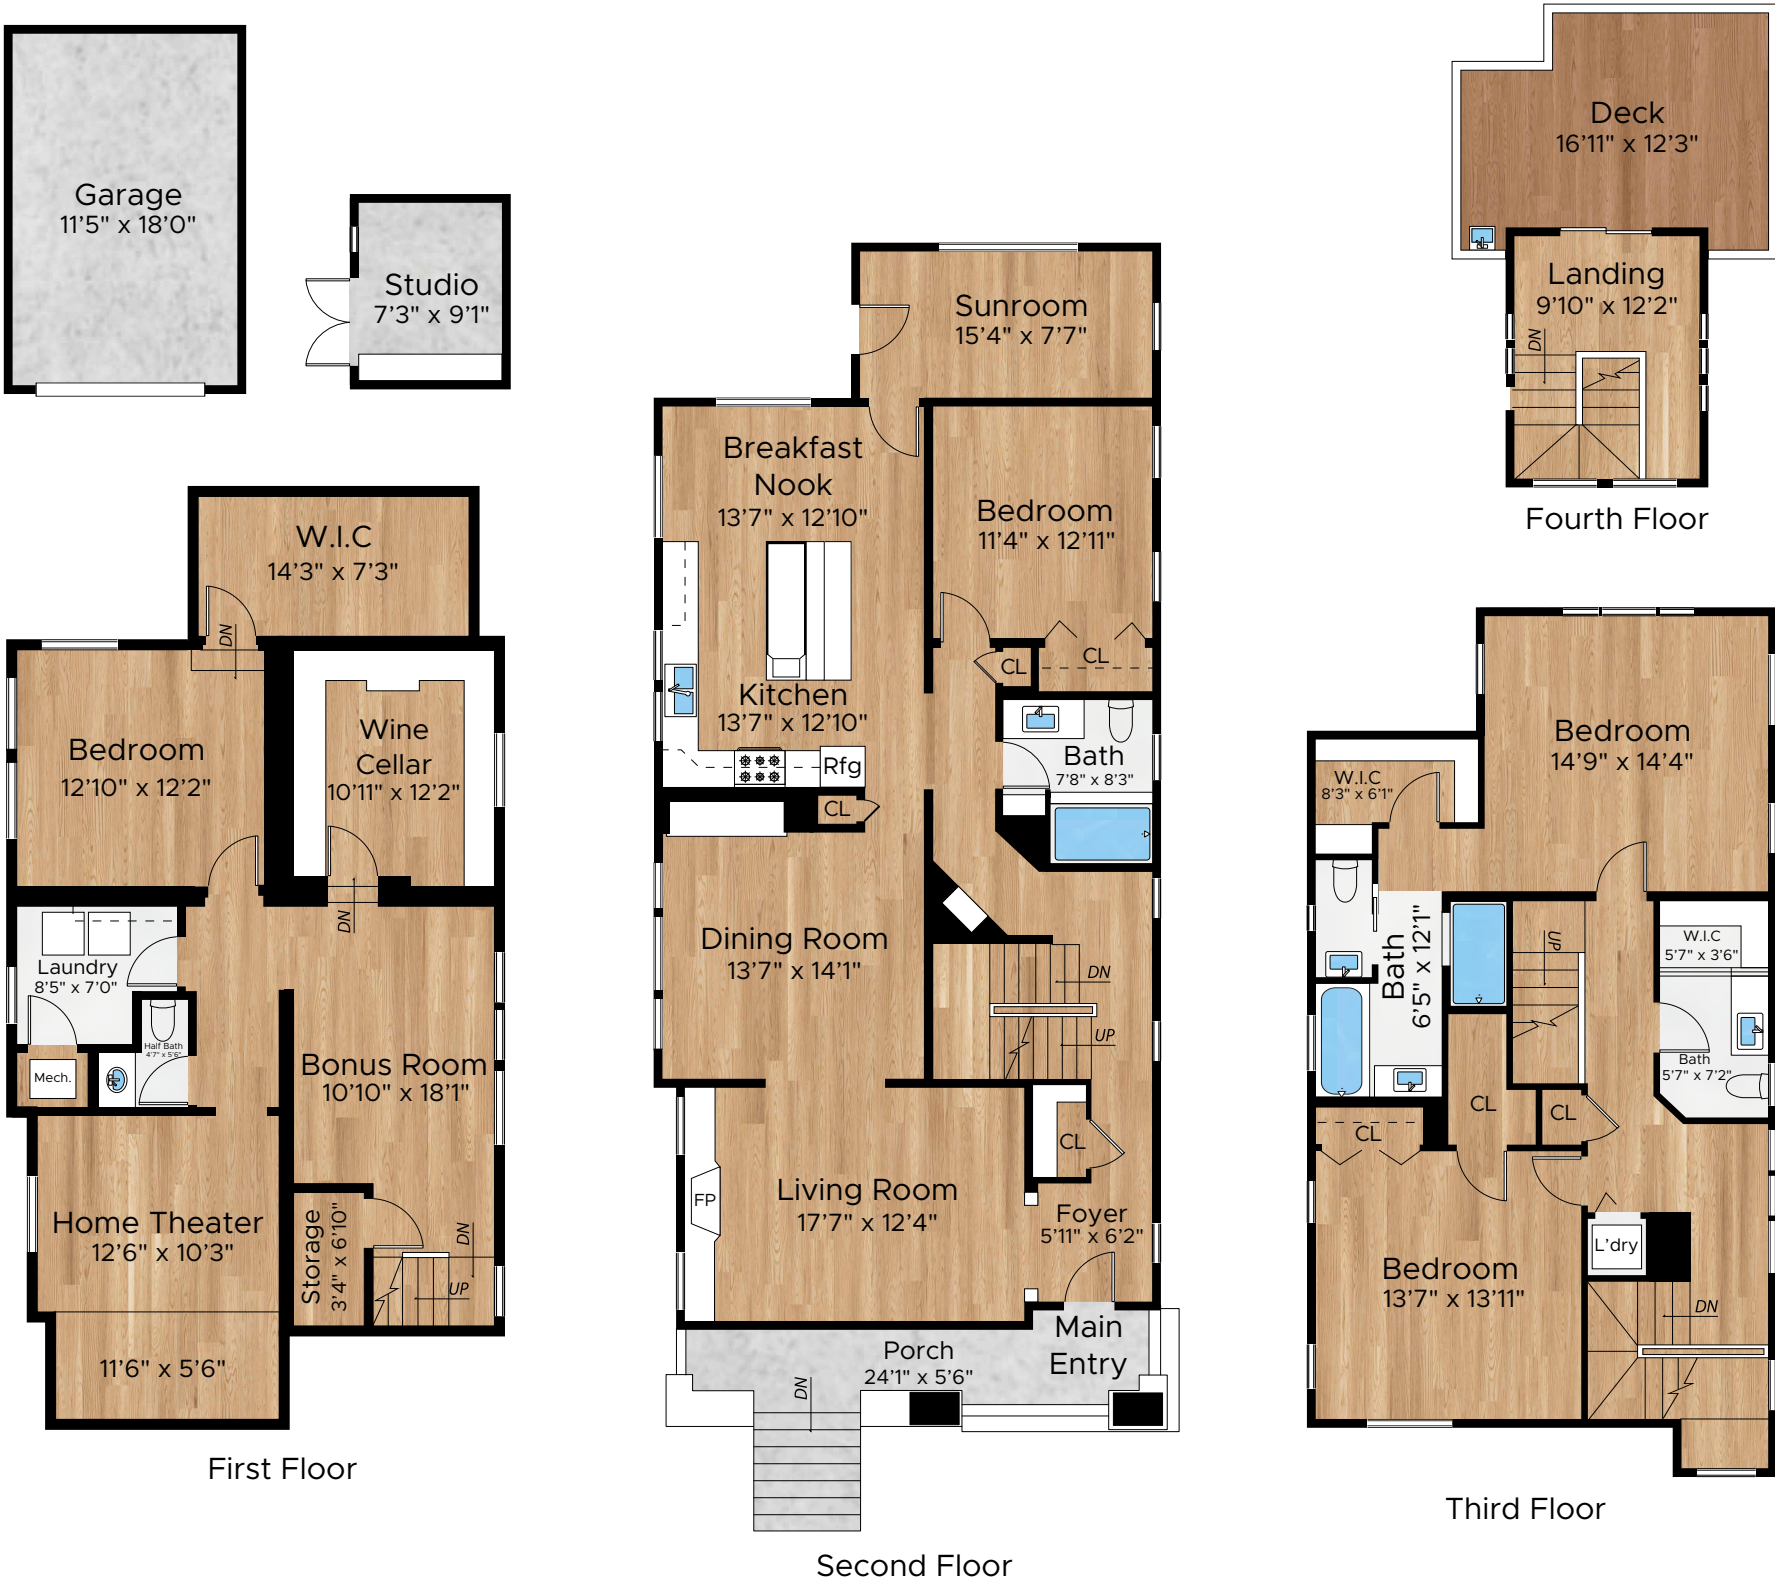 Garage
11'5" x 18'0"
Studio
7'3" x 9'1"
W.I.C
14'3" x 7'3"
DN
Bedroom
12'10" x 12'2"
Wine
Cellar
10'11" x 12'2"
DN
Laundry
8'5" x 7'0"
Half Bath
4'7" x 5'6"
Mech.
Bonus Room
10'10" x 18'1"
Home Theater
12'6" x 10'3"
Storage
3'4" x 6'10"
DN
UP
11'6" x 5'6"
First Floor
Sunroom
15'4" x 7'7"
Breakfast
Nook
13'7" x 12'10"
Bedroom
11'4" x 12'11"
CL
CL
Kitchen
13'7" x 12'10"
Rfg
Bath
7'8" x 8'3"
CL
Dining Room
13'7" x 14'1"
DN
UP
CL
FP
Living Room
17'7" x 12'4"
Foyer
5'11" x 6'2"
Main
Entry
Porch
24'1" x 5'6"
DN
Second Floor
Deck
16'11" x 12'3"
Landing
9'10" x 12'2"
DN
Fourth Floor
Bedroom
14'9" x 14'4"
W.I.C
8'3" x 6'1"
Bath
6'5" x 12'1"
UP
W.I.C
5'7" x 3'6"
Bath
5'7" x 7'2"
CL
CL
CL
L'dry
Bedroom
13'7" x 13'11"
DN
Third Floor